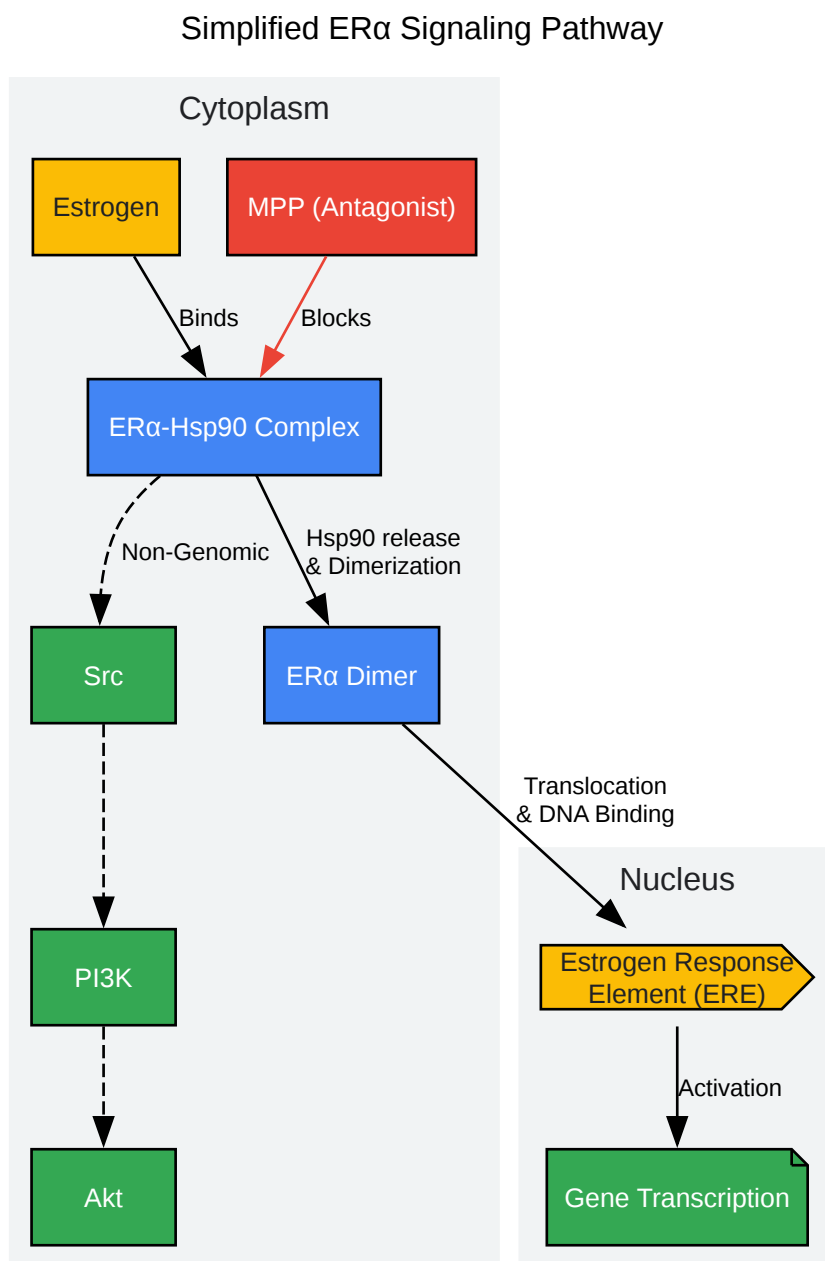 Simplified ERα Signaling Pathway
Cytoplasm
Estrogen
MPP (Antagonist)
Binds
Blocks
ERα-Hsp90 Complex
Non-Genomic
Hsp90 release
& Dimerization
Src
ERα Dimer
Translocation
& DNA Binding
Nucleus
PI3K
Estrogen Response
Element (ERE)
Activation
Akt
Gene Transcription